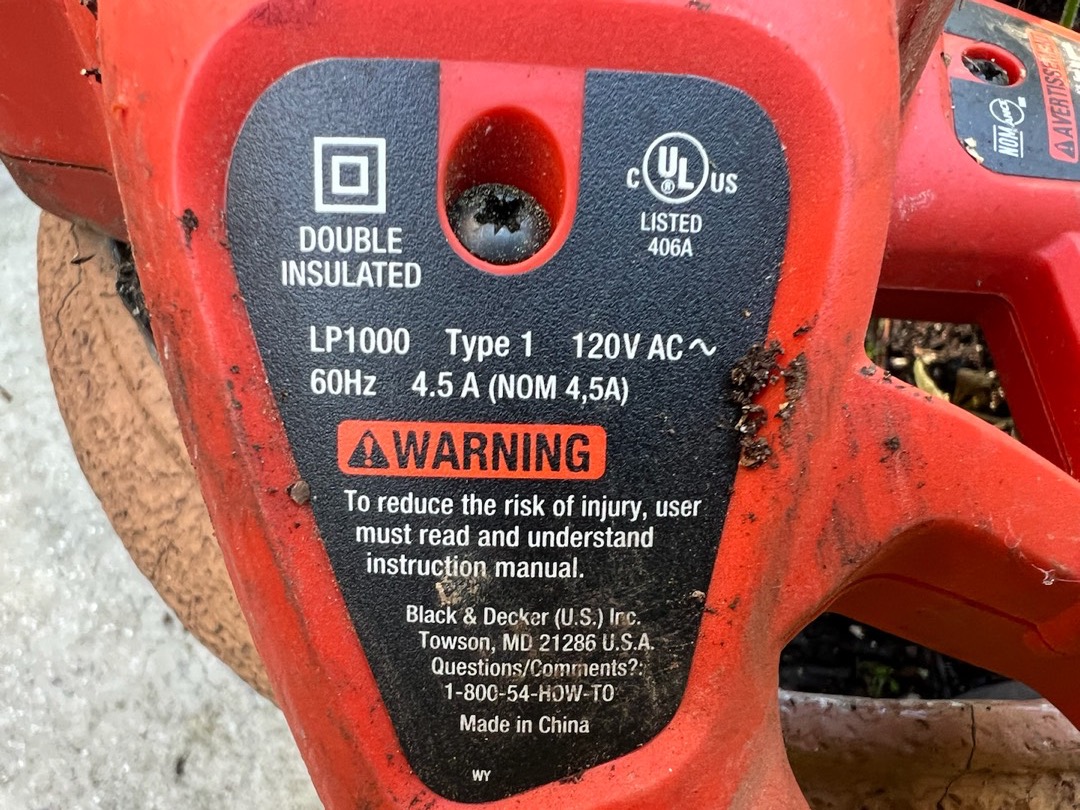 DOUBLE
INSULATED
C UL ® US
LISTED
406A
LP1000 Type 1 120V AC ~
60Hz 4.5 A (NOM 4,5A)
⚠WARNING
To reduce the risk of injury, user
must read and understand
instruction manual.
Black & Decker (U.S.) Inc.
Towson, MD 21286 U.S.A.
Questions/Comments?:
1-800-54-HOW-TO
Made in China
WY
NOM
ANCE
⚠AVERTISSE